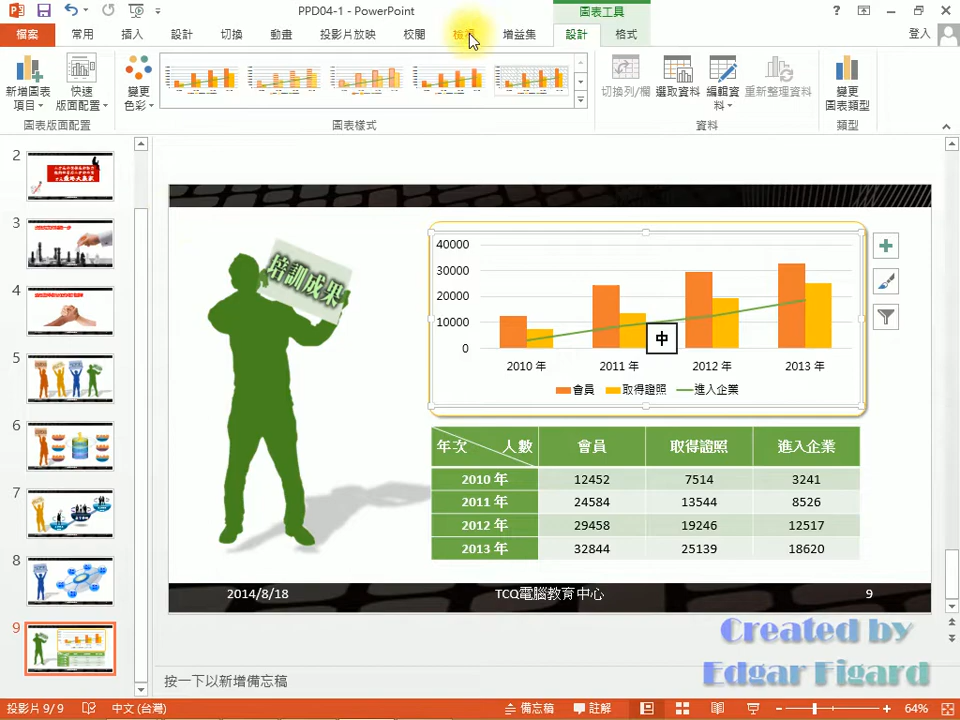 PPD04-1 - PowerPoint
圖表工具
檔案 常用 插入 設計 切換 動畫 投影片放映 校閱 檢視 增益集 設計 格式
登入
新增圖表項目 快速版面配置 變更色彩 切換列/欄 選取資料 編輯資料 重新整理資料 變更圖表類型
圖表版面配置 圖表樣式 資料 類型
2
3
4
5
6
7
8
9
培訓成果
40000
30000
20000
10000
0
中
2010 年 2011 年 2012 年 2013 年
會員 取得證照 進入企業
年次 人數 會員 取得證照 進入企業
2010 年 12452 7514 3241
2011 年 24584 13544 8526
2012 年 29458 19246 12517
2013 年 32844 25139 18620
2014/8/18 TCQ電腦教育中心 9
Created by
Edgar Figard
按一下以新增備忘稿
投影片 9/9 中文 (台灣) 備忘稿 註解 64%